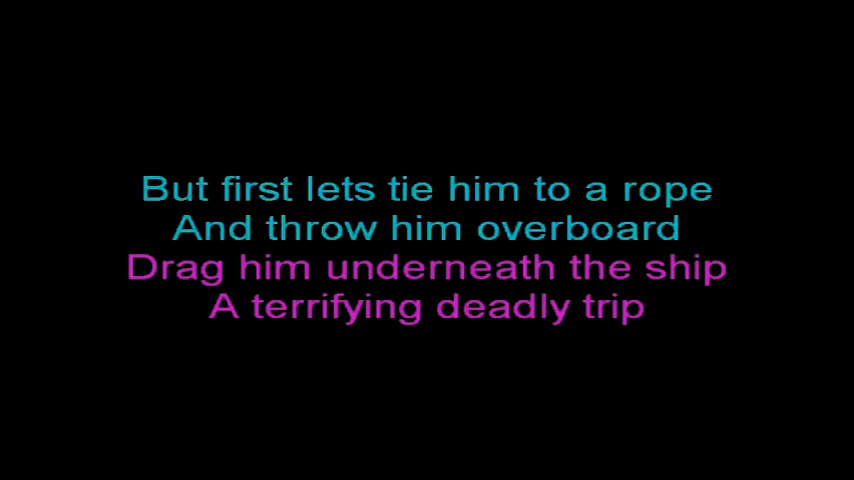 But first lets tie him to a rope
And throw him overboard
Drag him underneath the ship
A terrifying deadly trip